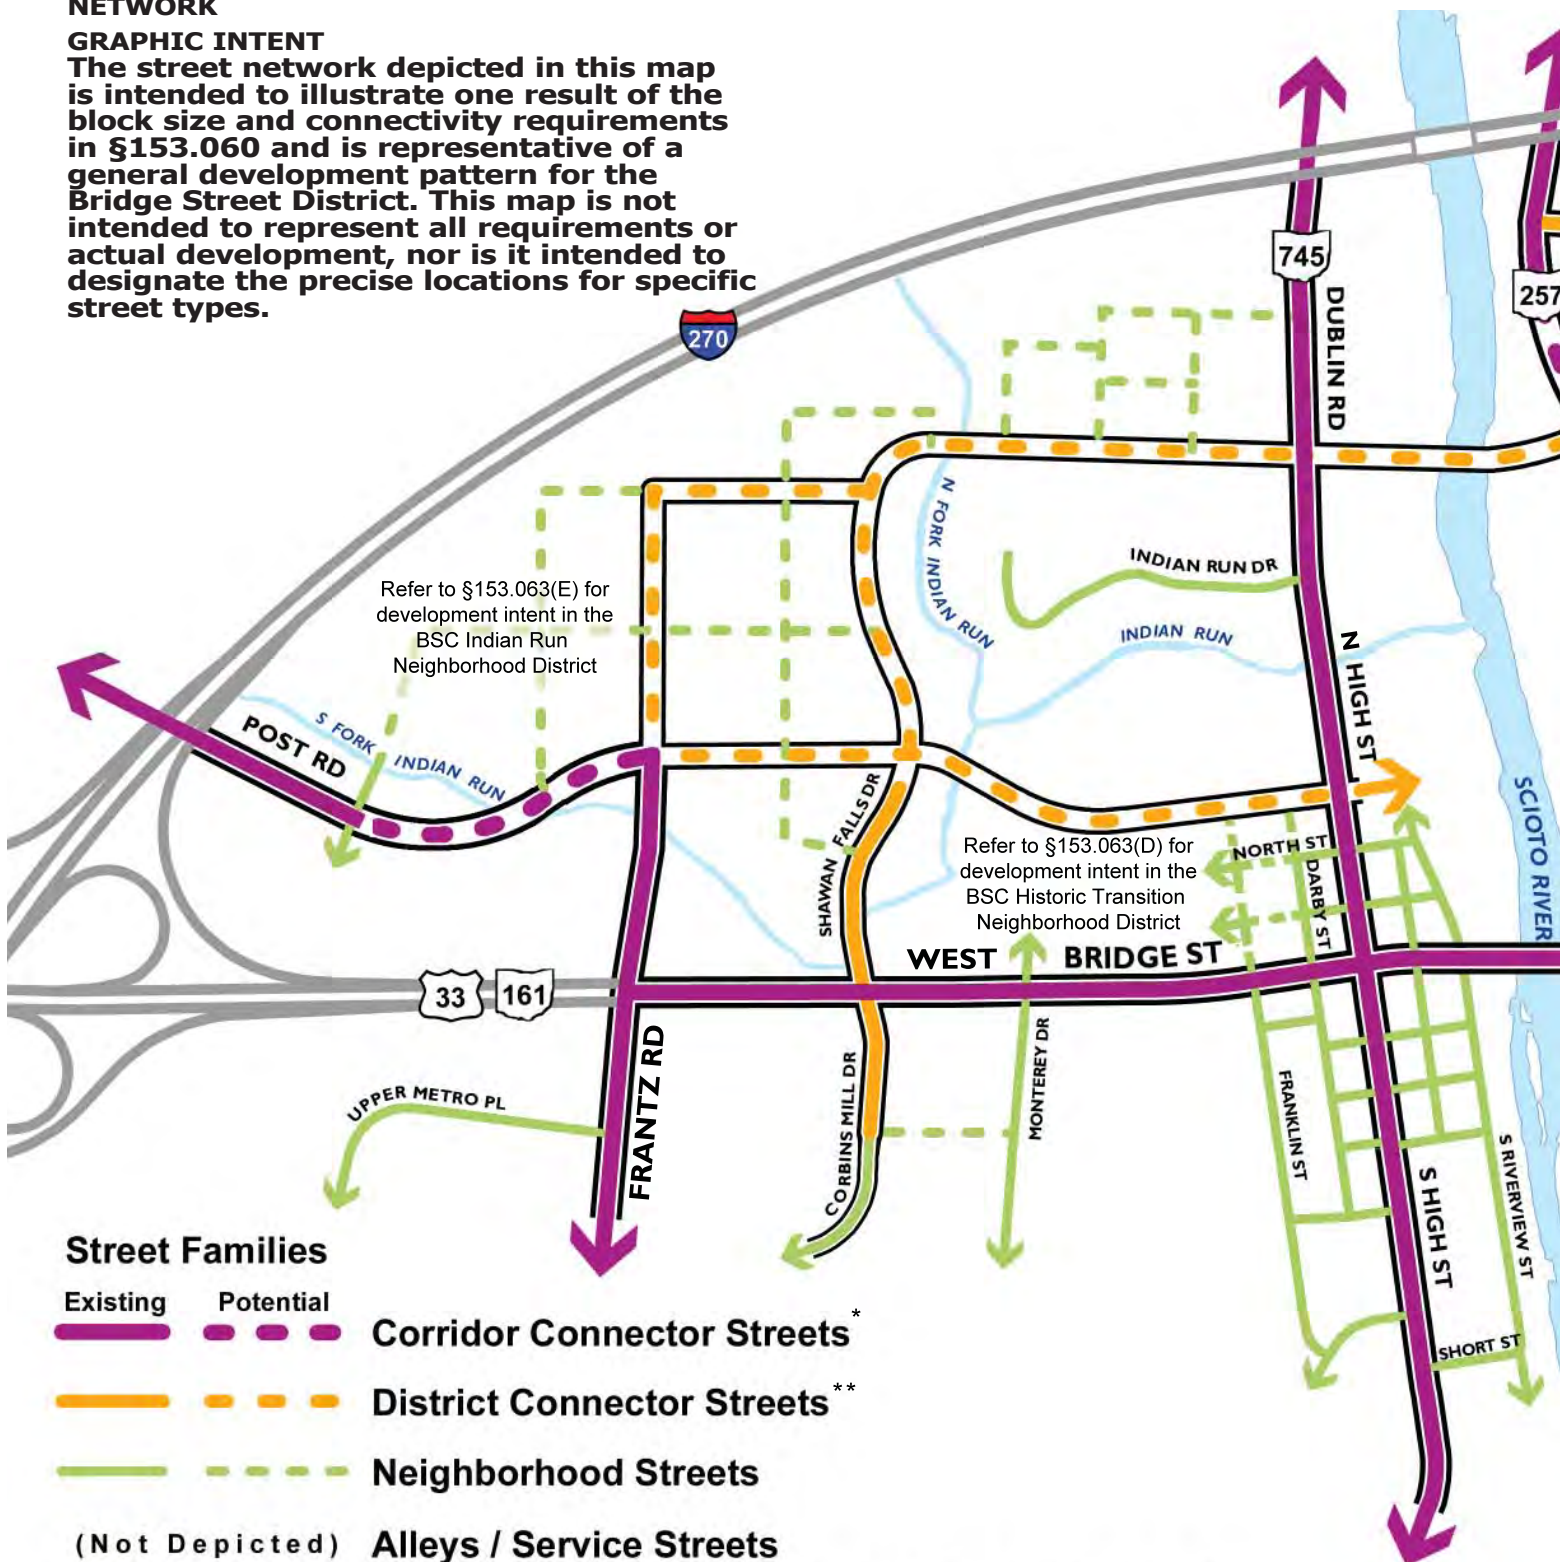 NETWORK
GRAPHIC INTENT
The street network depicted in this map
is intended to illustrate one result of the
block size and connectivity requirements
in §153.060 and is representative of a
general development pattern for the
Bridge Street District. This map is not
intended to represent all requirements or
actual development, nor is it intended to
designate the precise locations for specific
street types.
745
257
270
DUBLIN RD
N FORK INDIAN RUN
INDIAN RUN DR
INDIAN RUN
N HIGH ST
Refer to §153.063(E) for
development intent in the
BSC Indian Run
Neighborhood District
POST RD
S FORK INDIAN RUN
SHAWAN FALLS DR
Refer to §153.063(D) for
development intent in the
BSC Historic Transition
Neighborhood District
NORTH ST
DARBY ST
SCIOTO RIVER
WEST BRIDGE ST
33
161
FRANTZ RD
UPPER METRO PL
CORBINS MILL DR
MONTEREY DR
FRANKLIN ST
S HIGH ST
S RIVERVIEW ST
SHORT ST
Street Families
Existing Potential
Corridor Connector Streets*
District Connector Streets**
Neighborhood Streets
(Not Depicted) Alleys / Service Streets